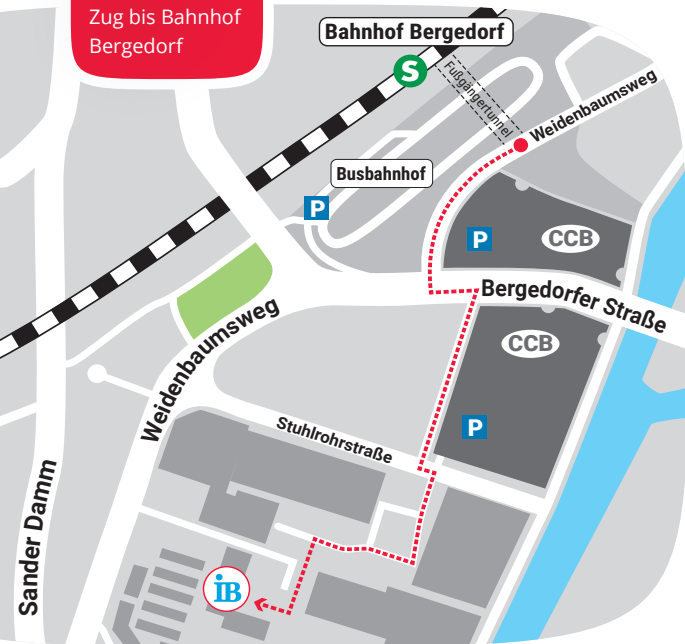 Zug bis Bahnhof
Bergedorf
Bahnhof Bergedorf
S
Fußgängertunnel
Weidenbaumsweg
Busbahnhof
P
P
CCB
Bergedorfer Straße
CCB
Weidenbaumsweg
P
Stuhlrohrstraße
Sander Damm
iB